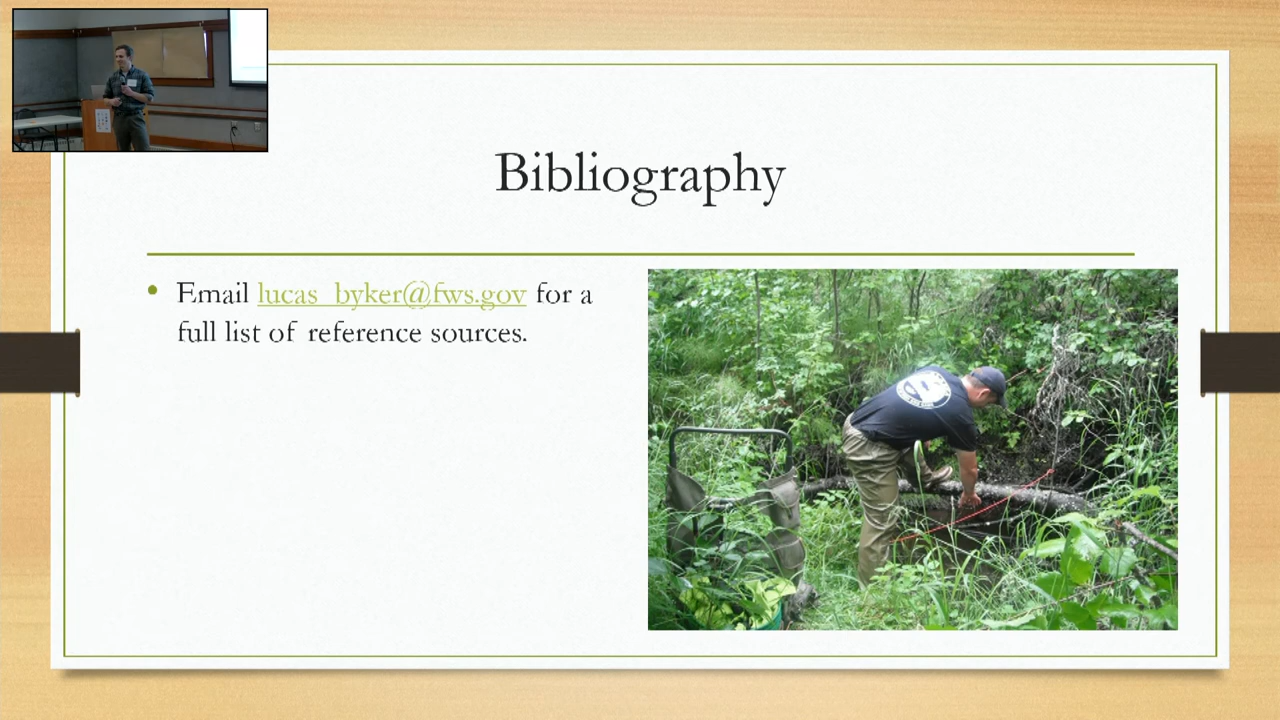 Bibliography
• Email lucas_byker@fws.gov for a
full list of reference sources.